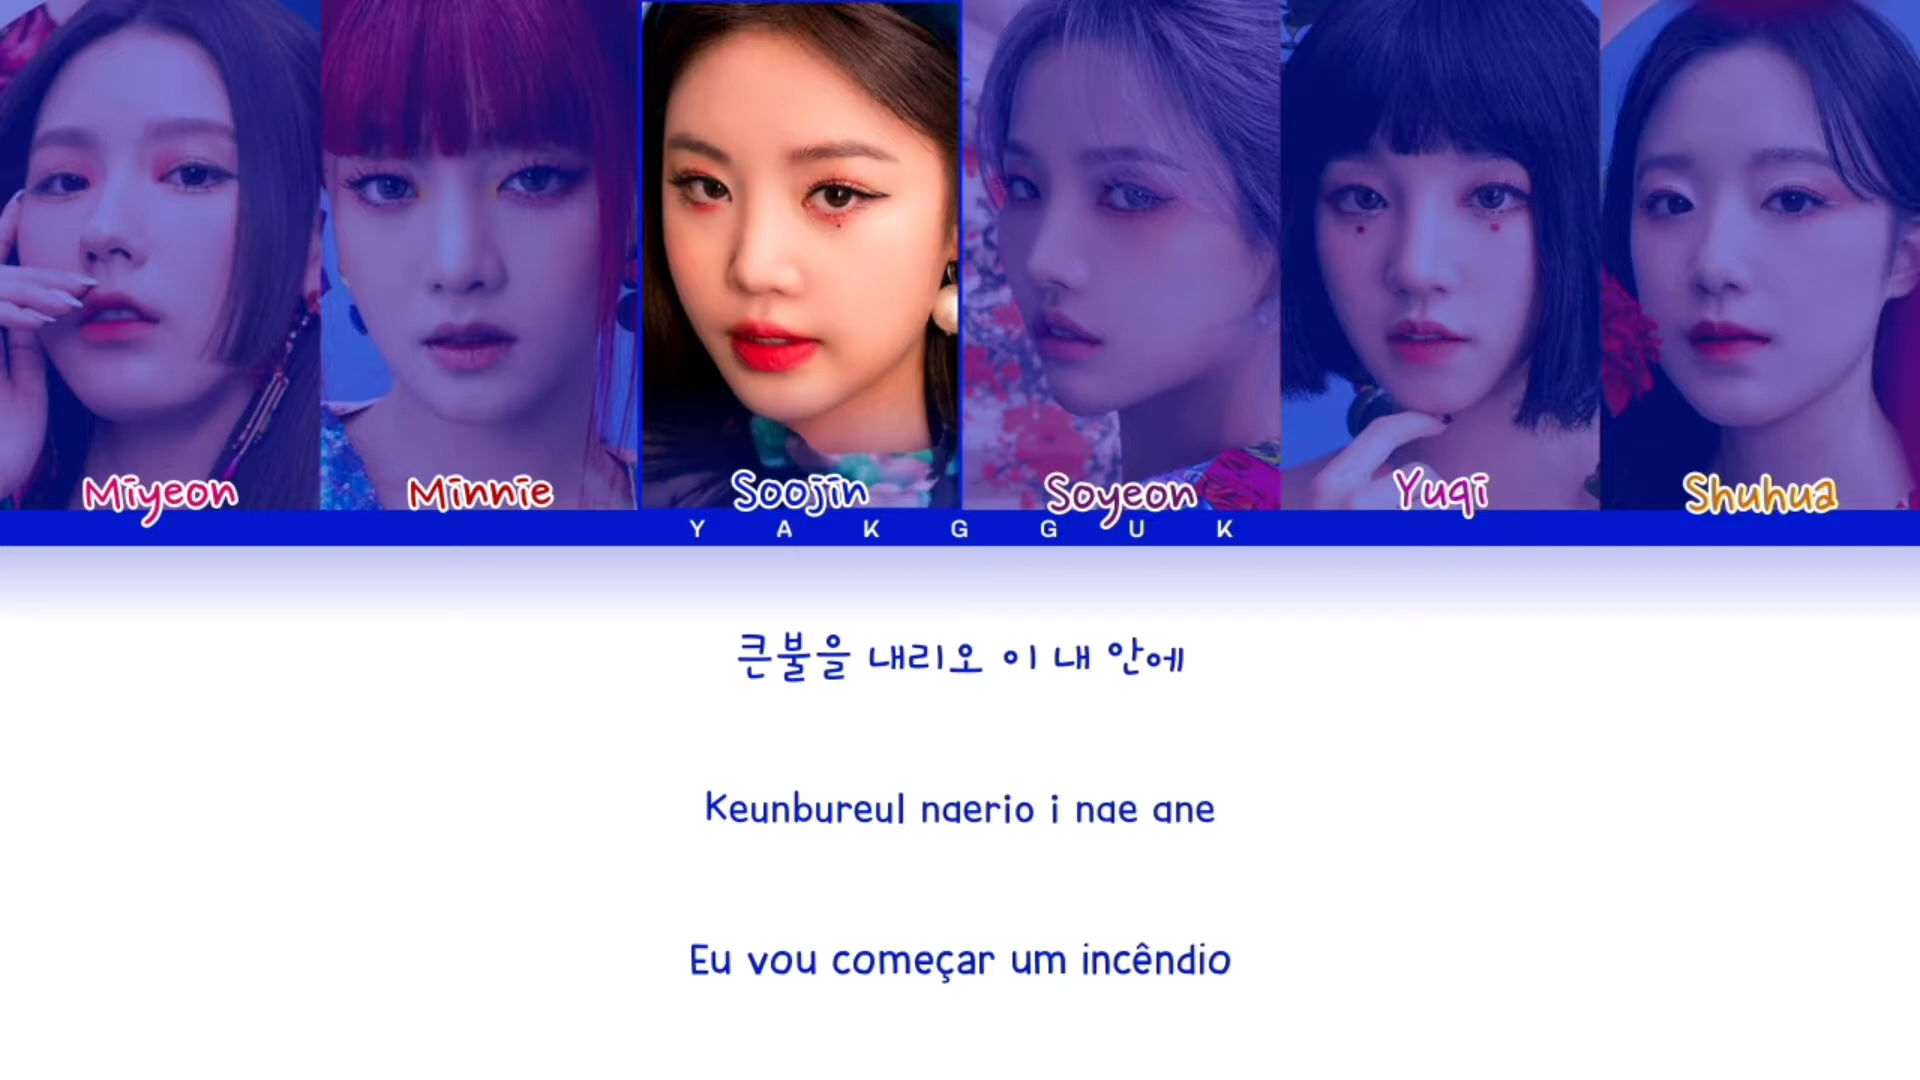 Miyeon Minnie Soojin Soyeon Yuqi Shuhua
YAKGGUK
큰불을 내리오 이 내 안에
Keunbureul naerio i nae ane
Eu vou começar um incêndio